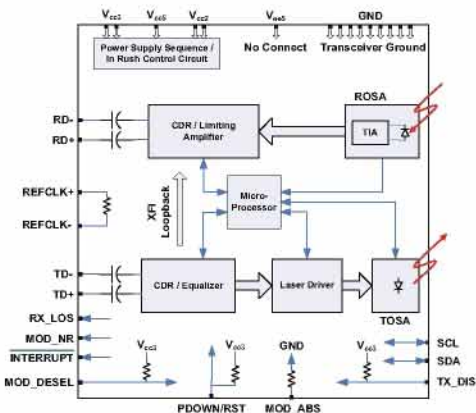 Vcc3 Vcc5 Vcc2 Vee5 GND
Power Supply Sequence /
In Rush Control Circuit
No Connect
Transceiver Ground
ROSA
RD-
RD+
CDR / Limiting
Amplifier
TIA
REFCLK+
REFCLK-
XFI
Loopback
Micro-
Processor
TD-
TD+
CDR / Equalizer
Laser Driver
TOSA
RX_LOS
MOD_NR
INTERRUPT
MOD_DESEL
Vcc3
Vcc3
GND
Vcc3
SCL
SDA
TX_DIS
PDOWN/RST
MOD_ABS